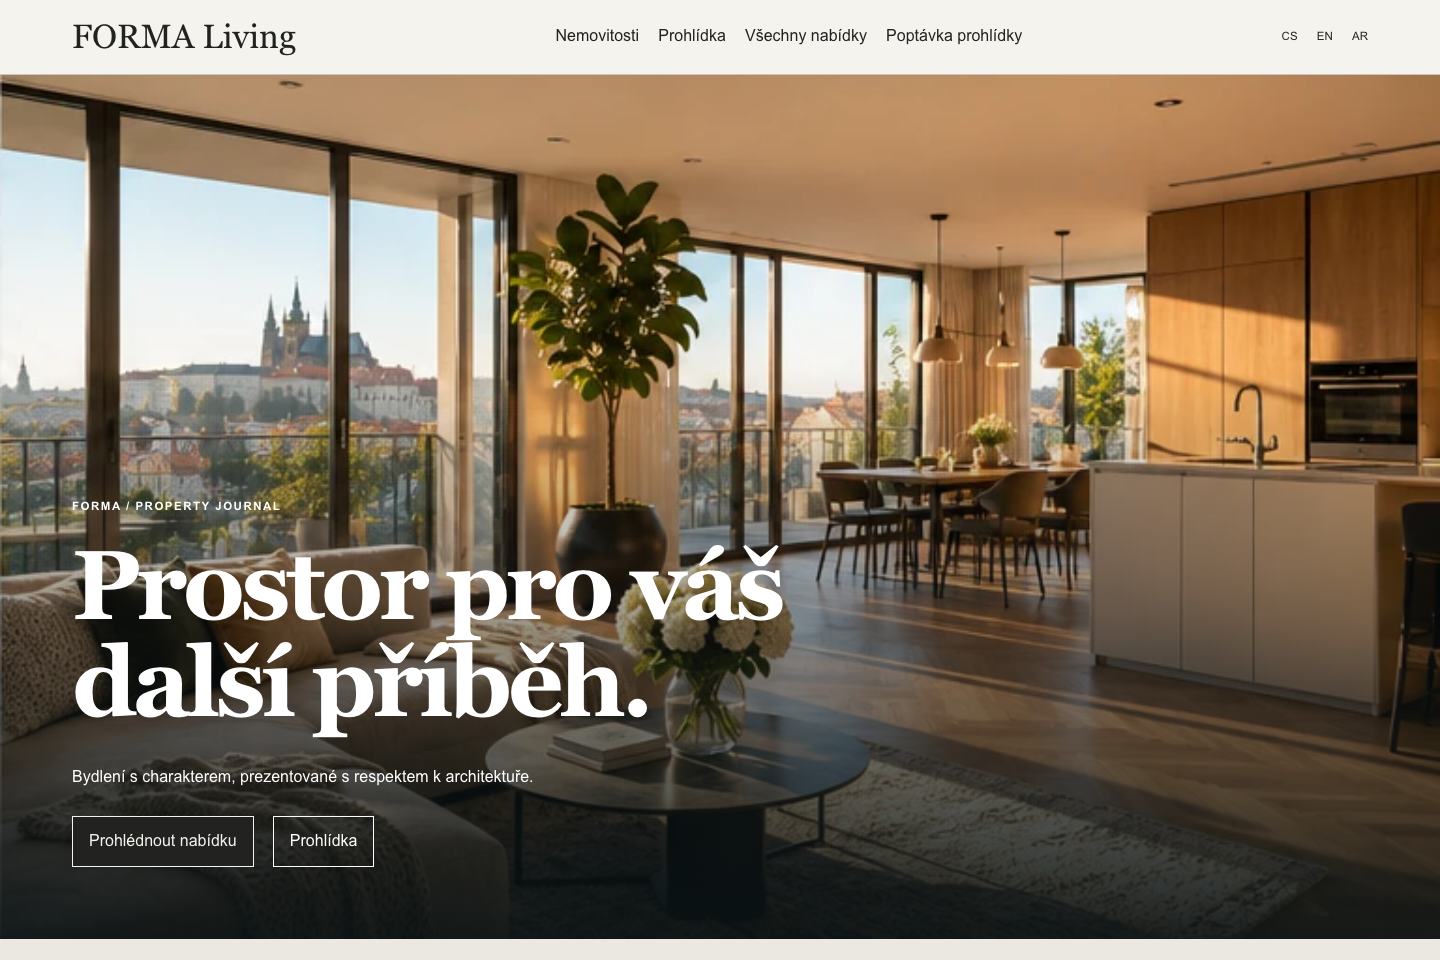 FORMA Living
Nemovitosti Prohlídka Všechny nabídky Poptávka prohlídky
CS EN AR
FORMA / PROPERTY JOURNAL
Prostor pro váš
další příběh.
Bydlení s charakterem, prezentované s respektem k architektuře.
Prohlédnout nabídku Prohlídka